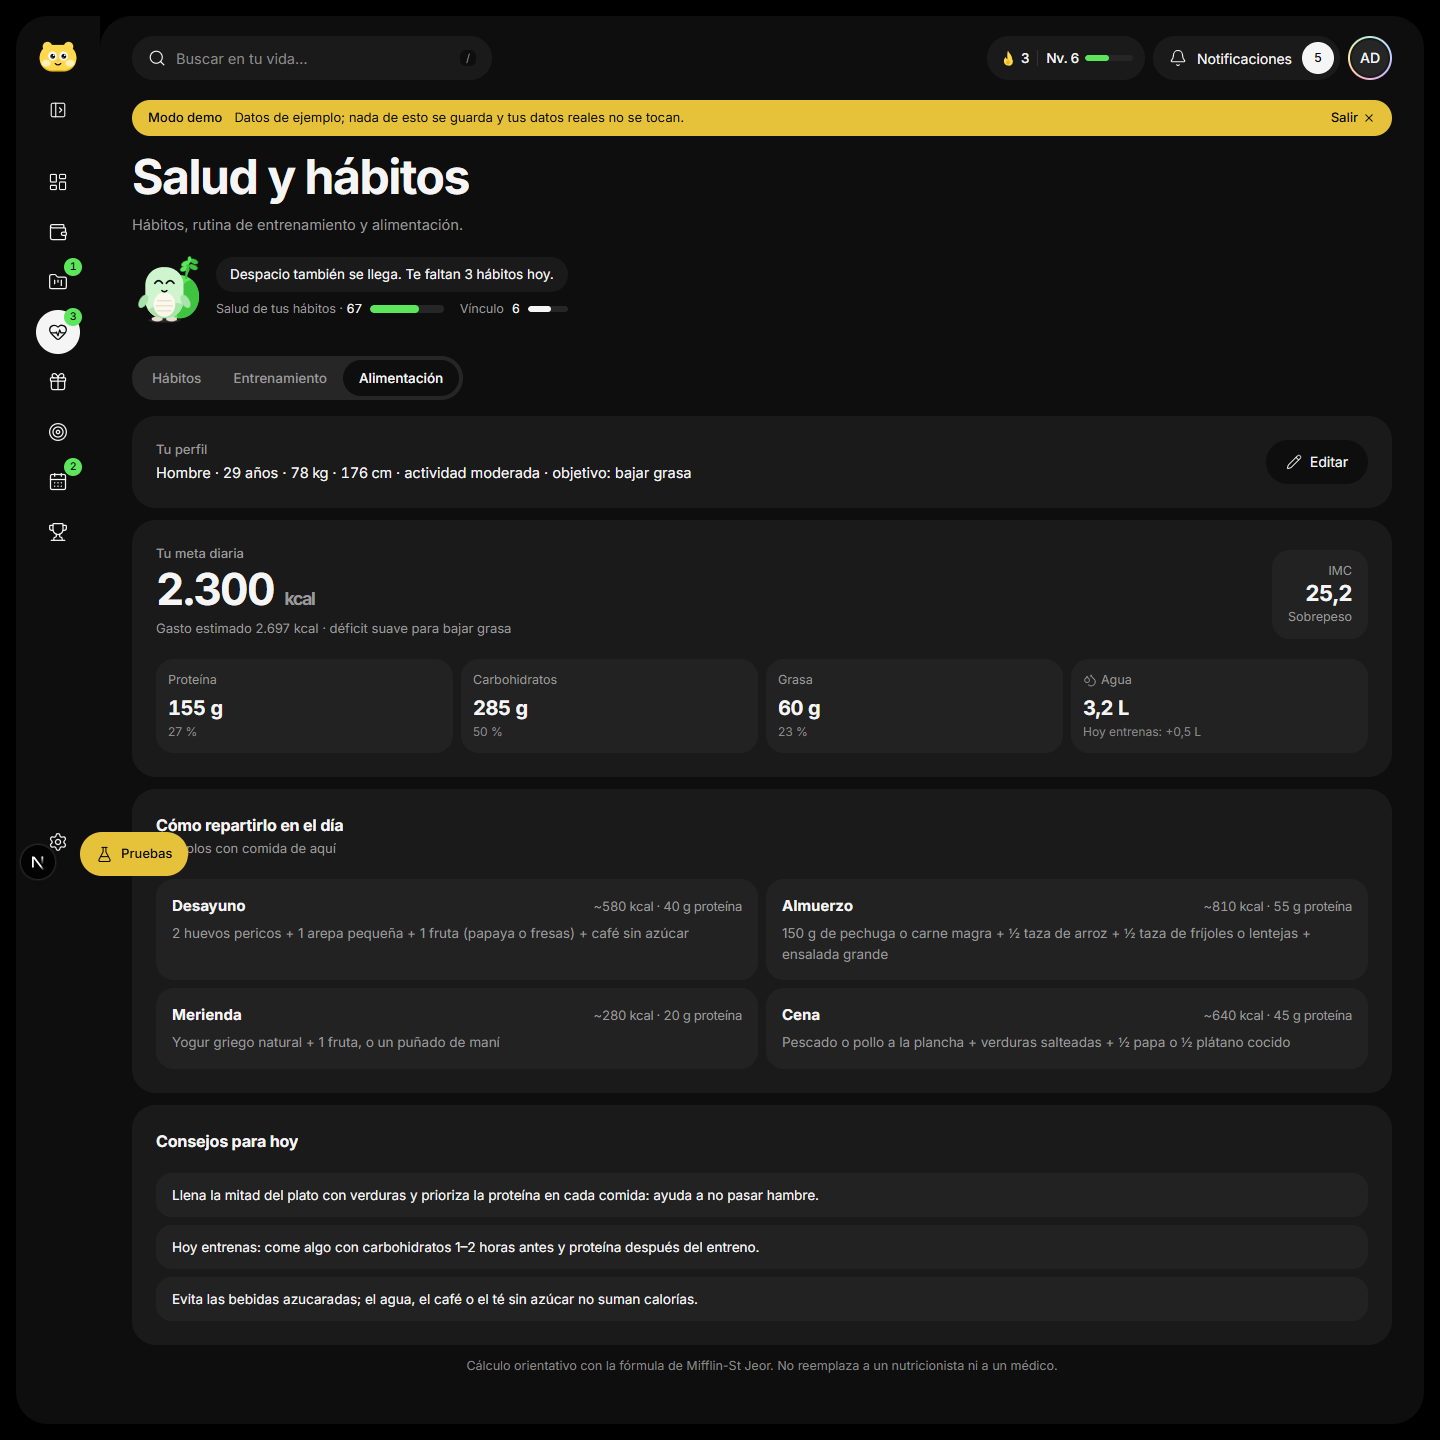 Buscar en tu vida... /
3 Nv. 6
Notificaciones 5
AD
Modo demo Datos de ejemplo; nada de esto se guarda y tus datos reales no se tocan.
Salir ×
Salud y hábitos
Hábitos, rutina de entrenamiento y alimentación.
1
3
2
Despacio también se llega. Te faltan 3 hábitos hoy.
Salud de tus hábitos · 67 Vínculo 6
Hábitos Entrenamiento Alimentación
Tu perfil
Hombre · 29 años · 78 kg · 176 cm · actividad moderada · objetivo: bajar grasa
Editar
Tu meta diaria
2.300 kcal
Gasto estimado 2.697 kcal · déficit suave para bajar grasa
IMC
25,2
Sobrepeso
Proteína
155 g
27 %
Carbohidratos
285 g
50 %
Grasa
60 g
23 %
Agua
3,2 L
Hoy entrenas: +0,5 L
Cómo repartirlo en el día
con comida de aquí
N
Pruebas
Desayuno ~580 kcal · 40 g proteína
2 huevos pericos + 1 arepa pequeña + 1 fruta (papaya o fresas) + café sin azúcar
Almuerzo ~810 kcal · 55 g proteína
150 g de pechuga o carne magra + ½ taza de arroz + ½ taza de fríjoles o lentejas +
ensalada grande
Merienda ~280 kcal · 20 g proteína
Yogur griego natural + 1 fruta, o un puñado de maní
Cena ~640 kcal · 45 g proteína
Pescado o pollo a la plancha + verduras salteadas + ½ papa o ½ plátano cocido
Consejos para hoy
Llena la mitad del plato con verduras y prioriza la proteína en cada comida: ayuda a no pasar hambre.
Hoy entrenas: come algo con carbohidratos 1–2 horas antes y proteína después del entreno.
Evita las bebidas azucaradas; el agua, el café o el té sin azúcar no suman calorías.
Cálculo orientativo con la fórmula de Mifflin-St Jeor. No reemplaza a un nutricionista ni a un médico.